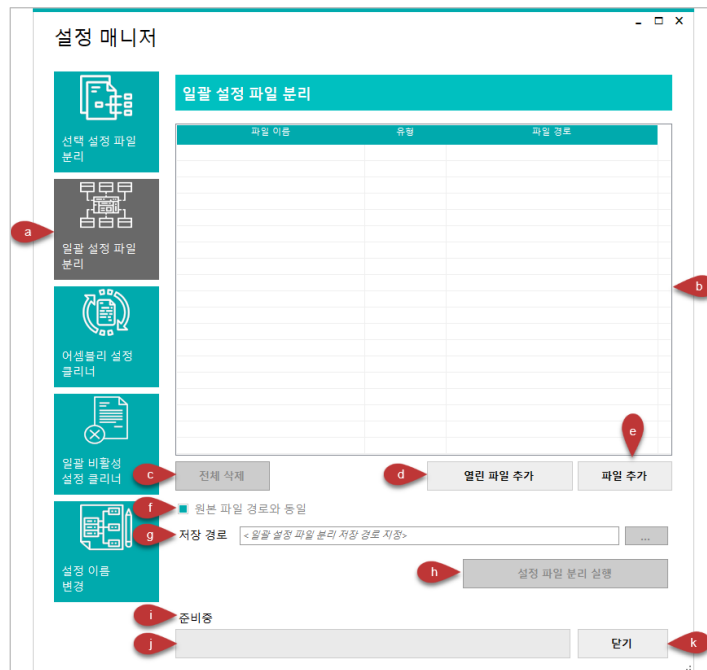 설정 매니저
선택 설정 파일
분리
일괄 설정 파일
분리
어셈블리 설정
클리너
일괄 비활성
설정 클리너
설정 이름
변경
일괄 설정 파일 분리
파일 이름 유형 파일 경로
전체 삭제 열린 파일 추가 파일 추가
원본 파일 경로와 동일
저장 경로 <일괄 설정 파일 분리 저장 경로 지정> ...
설정 파일 분리 실행
준비중
닫기
a
b
c
d
e
f
g
h
i
j
k